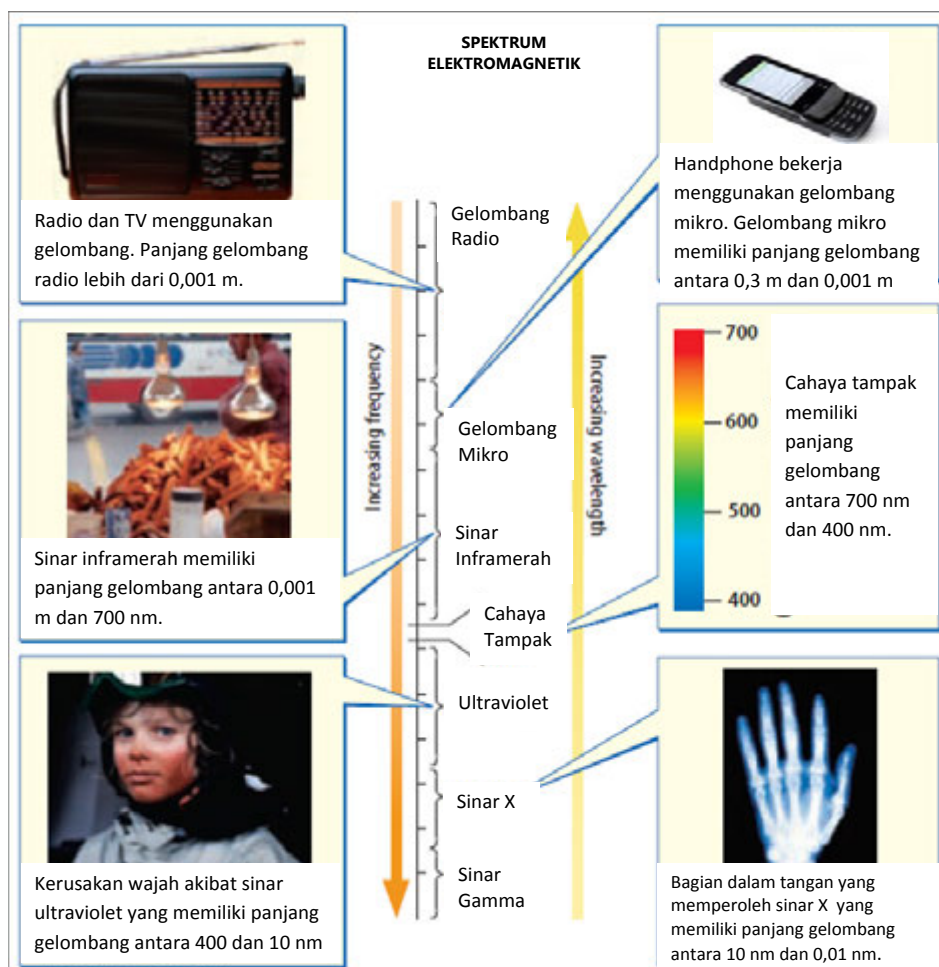 SPEKTRUM
ELEKTROMAGNETIK
Radio dan TV menggunakan
gelombang. Panjang gelombang
radio lebih dari 0,001 m.
Handphone bekerja
menggunakan gelombang
mikro. Gelombang mikro
memiliki panjang gelombang
antara 0,3 m dan 0,001 m
Sinar inframerah memiliki
panjang gelombang antara 0,001
m dan 700 nm.
700
600
500
400
Cahaya tampak
memiliki
panjang
gelombang
antara 700 nm
dan 400 nm.
Kerusakan wajah akibat sinar
ultraviolet yang memiliki panjang
gelombang antara 400 dan 10 nm
Bagian dalam tangan yang
memperoleh sinar X yang
memiliki panjang gelombang
antara 10 nm dan 0,01 nm.
Increasing frequency
Gelombang
Radio
Gelombang
Mikro
Sinar
Inframerah
Cahaya
Tampak
Ultraviolet
Sinar X
Sinar
Gamma
Increasing wavelength